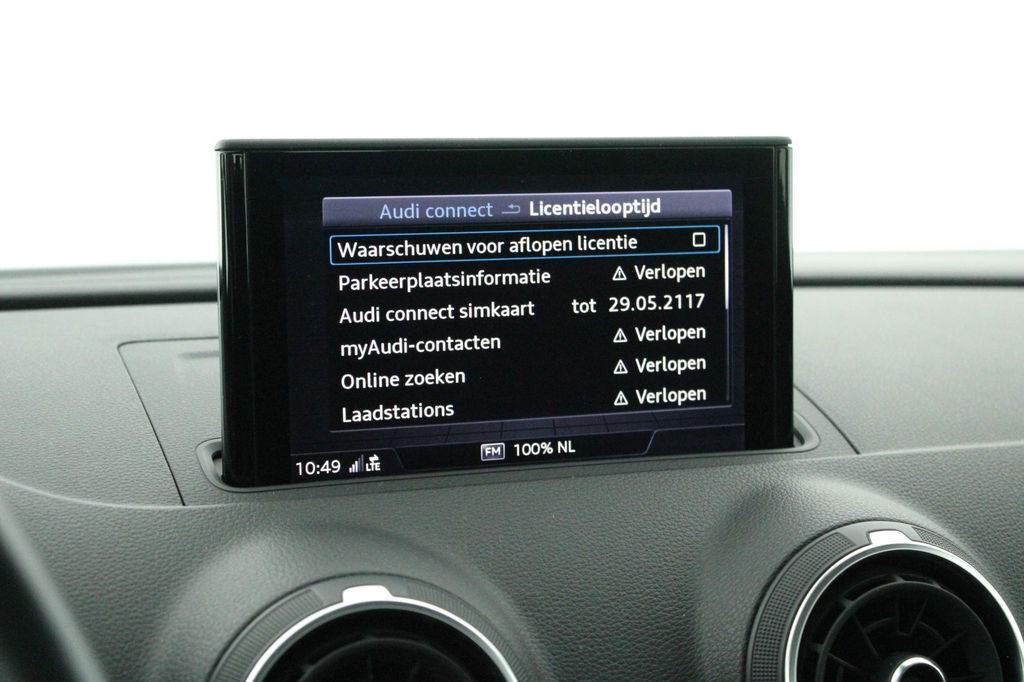 Audi connect Licentielooptijd
Waarschuwen voor aflopen licentie
Parkeerplaatsinformatie Verlopen
Audi connect simkaart tot 29.05.2117
myAudi-contacten Verlopen
Online zoeken Verlopen
Laadstations Verlopen
10:49 LTE FM 100% NL